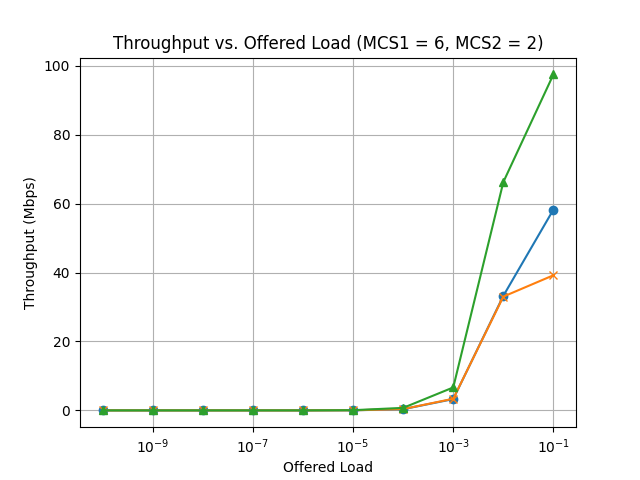 Throughput vs. Offered Load (MCS1 = 6, MCS2 = 2)
Throughput (Mbps)
100
80
60
40
20
0
10⁻⁹ 10⁻⁷ 10⁻⁵ 10⁻³ 10⁻¹
Offered Load